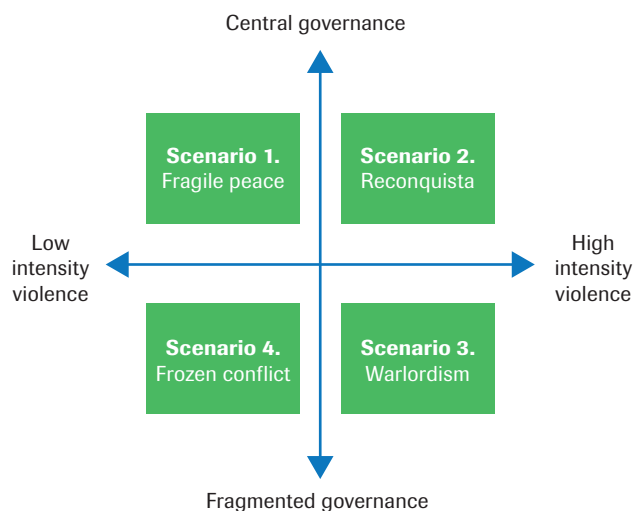 Central governance
Scenario 1.
Fragile peace
Scenario 2.
Reconquista
Low
intensity
violence
High
intensity
violence
Scenario 4.
Frozen conflict
Scenario 3.
Warlordism
Fragmented governance